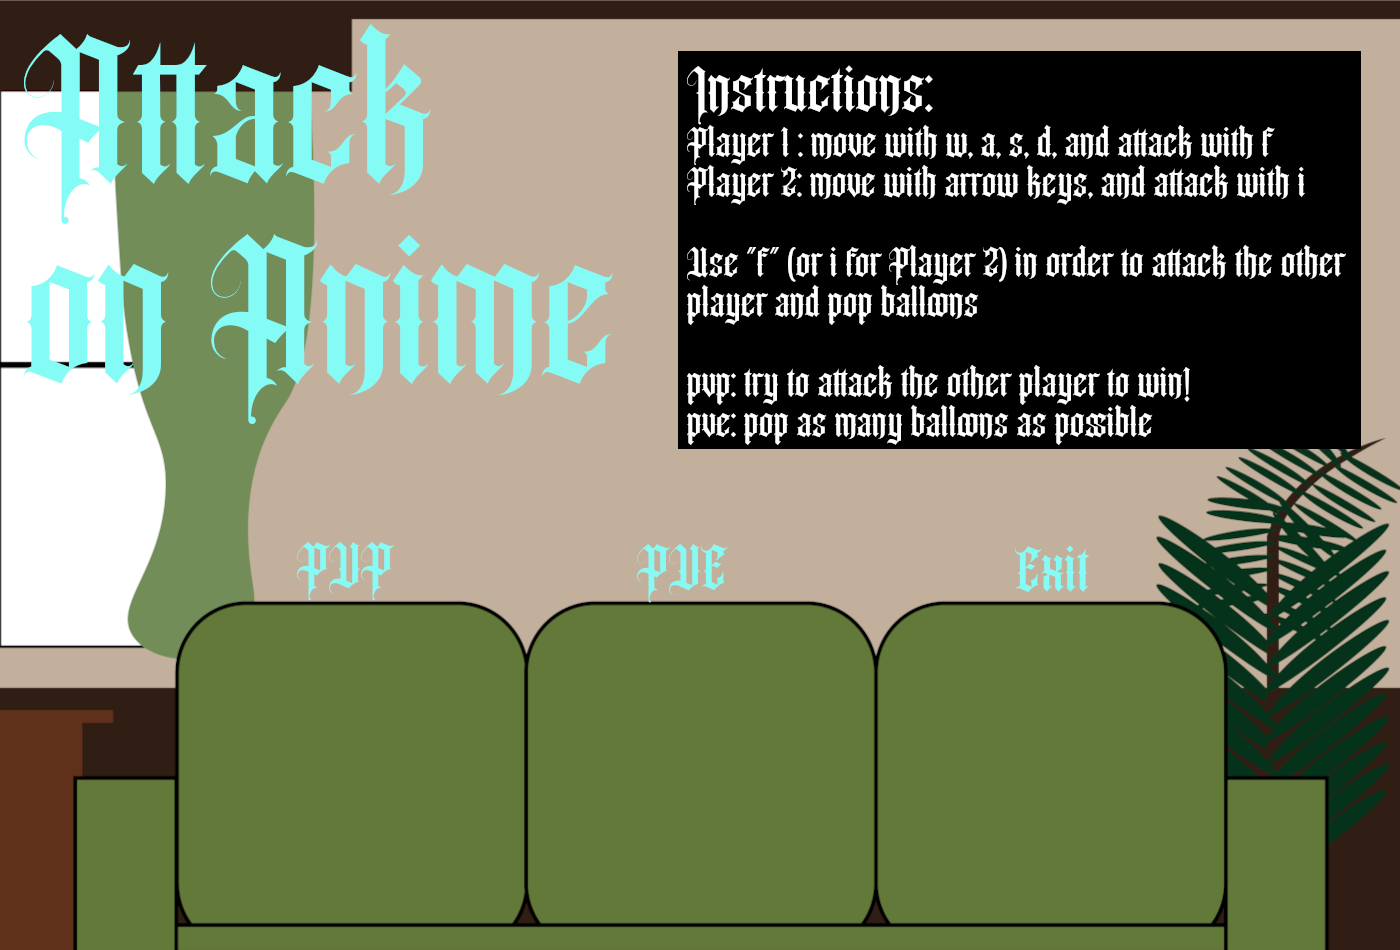 Attack
on Anime
Instructions:
Player 1 : move with w, a, s, d, and attack with f
Player 2: move with arrow keys, and attack with i
Use "f" (or i for Player 2) in order to attack the other
player and pop balloons
pvp: try to attack the other player to win!
pve: pop as many balloons as possible
PVP
PVE
Exit